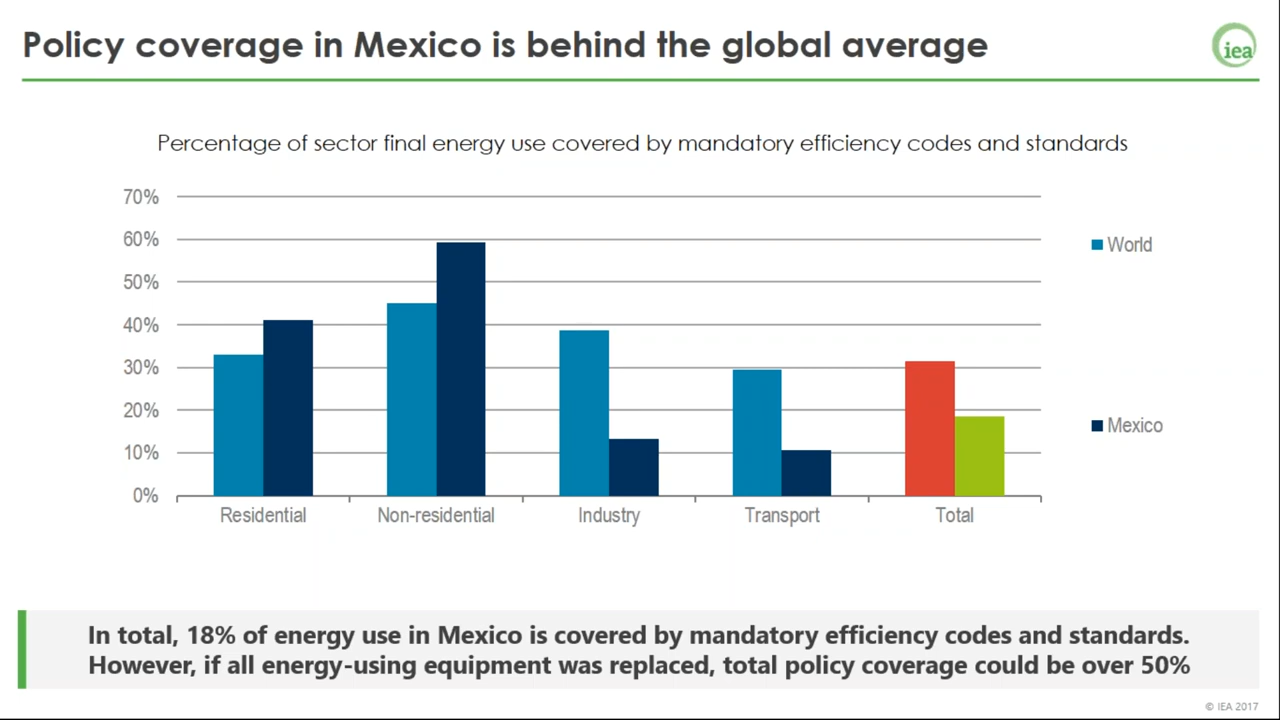 Policy coverage in Mexico is behind the global average
iea
Percentage of sector final energy use covered by mandatory efficiency codes and standards
70%
60%
50%
40%
30%
20%
10%
0%
Residential
Non-residential
Industry
Transport
Total
World
Mexico
In total, 18% of energy use in Mexico is covered by mandatory efficiency codes and standards.
However, if all energy-using equipment was replaced, total policy coverage could be over 50%
© IEA 2017